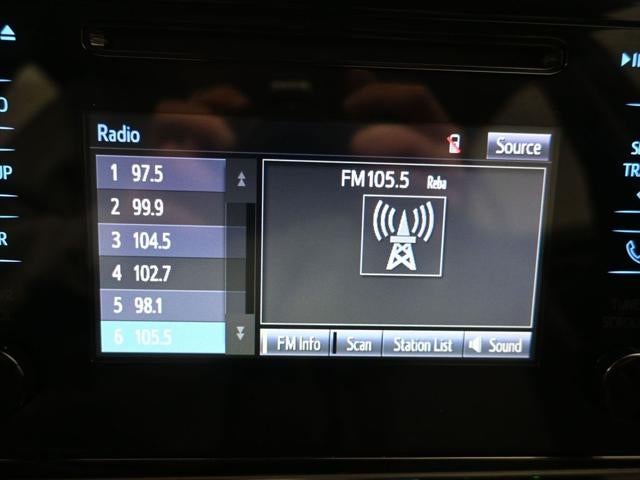 Radio
Source
1 97.5
2 99.9
3 104.5
4 102.7
5 98.1
6 105.5
FM105.5 Reba
FM Info
Scan
Station List
Sound